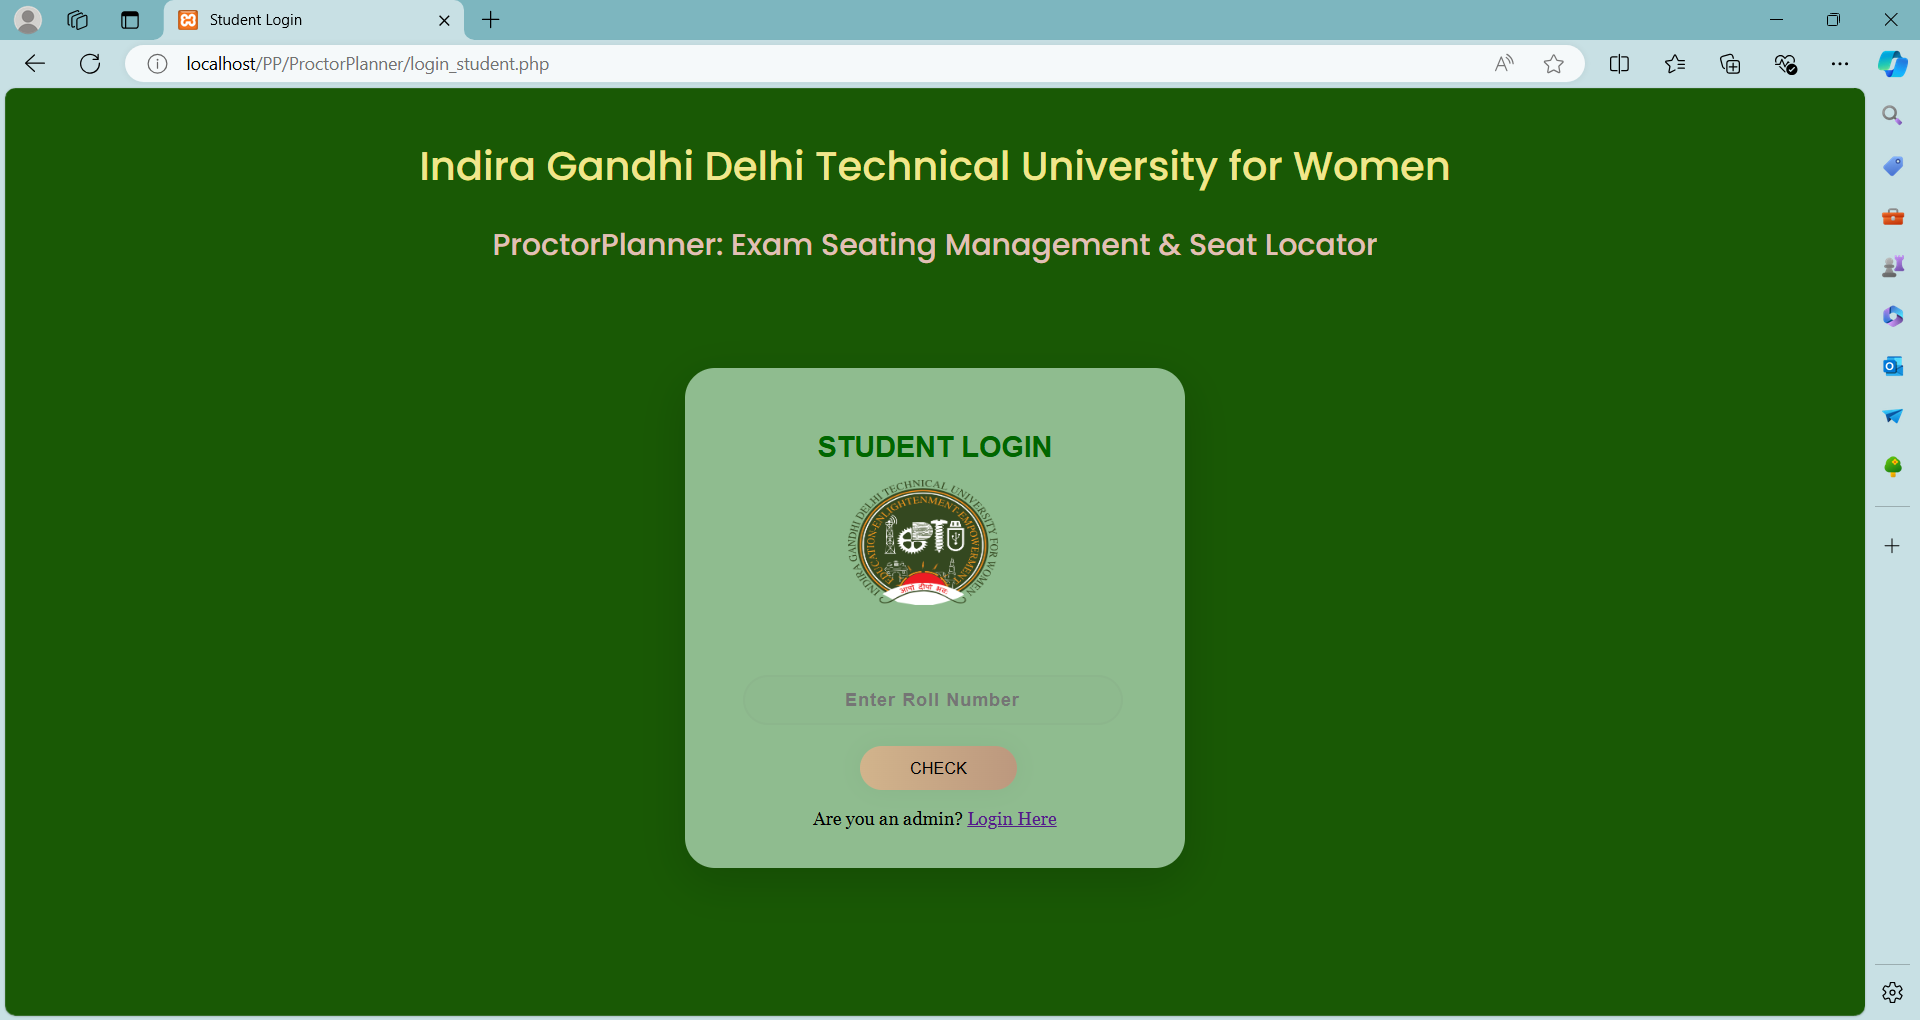 Student Login
localhost/PP/ProctorPlanner/login_student.php
Indira Gandhi Delhi Technical University for Women
ProctorPlanner: Exam Seating Management & Seat Locator
STUDENT LOGIN
INDIRA GANDHI DELHI TECHNICAL UNIVERSITY FOR WOMEN
EDUCATION-ENLIGHTENMENT-EMPOWERMENT
Enter Roll Number
CHECK
Are you an admin? Login Here